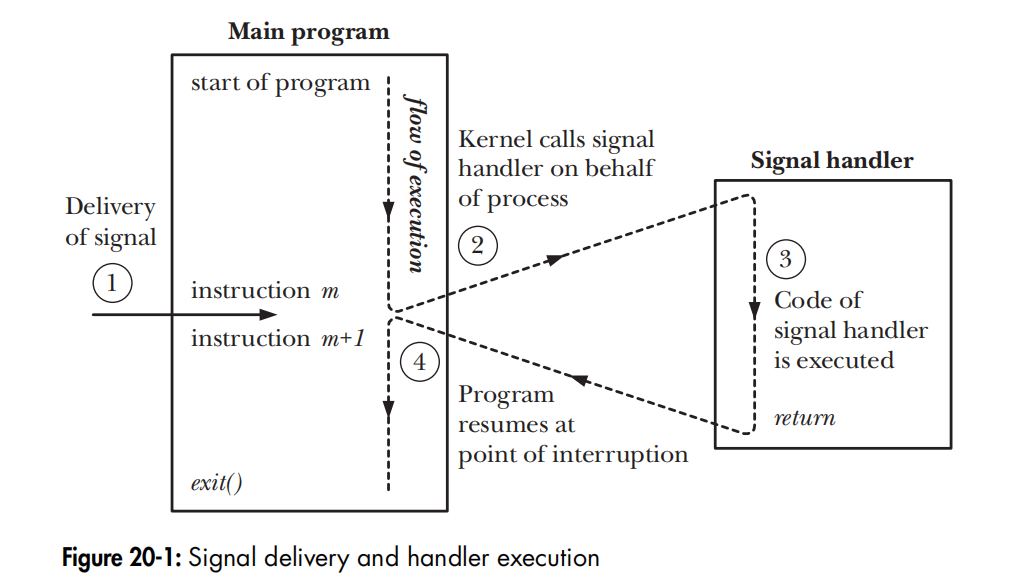 Main program
start of program
flow of execution
Delivery
of signal
1
instruction m
instruction m+1
exit()
Kernel calls signal
handler on behalf
of process
2
Signal handler
3
Code of
signal handler
is executed
return
4
Program
resumes at
point of interruption
Figure 20-1: Signal delivery and handler execution